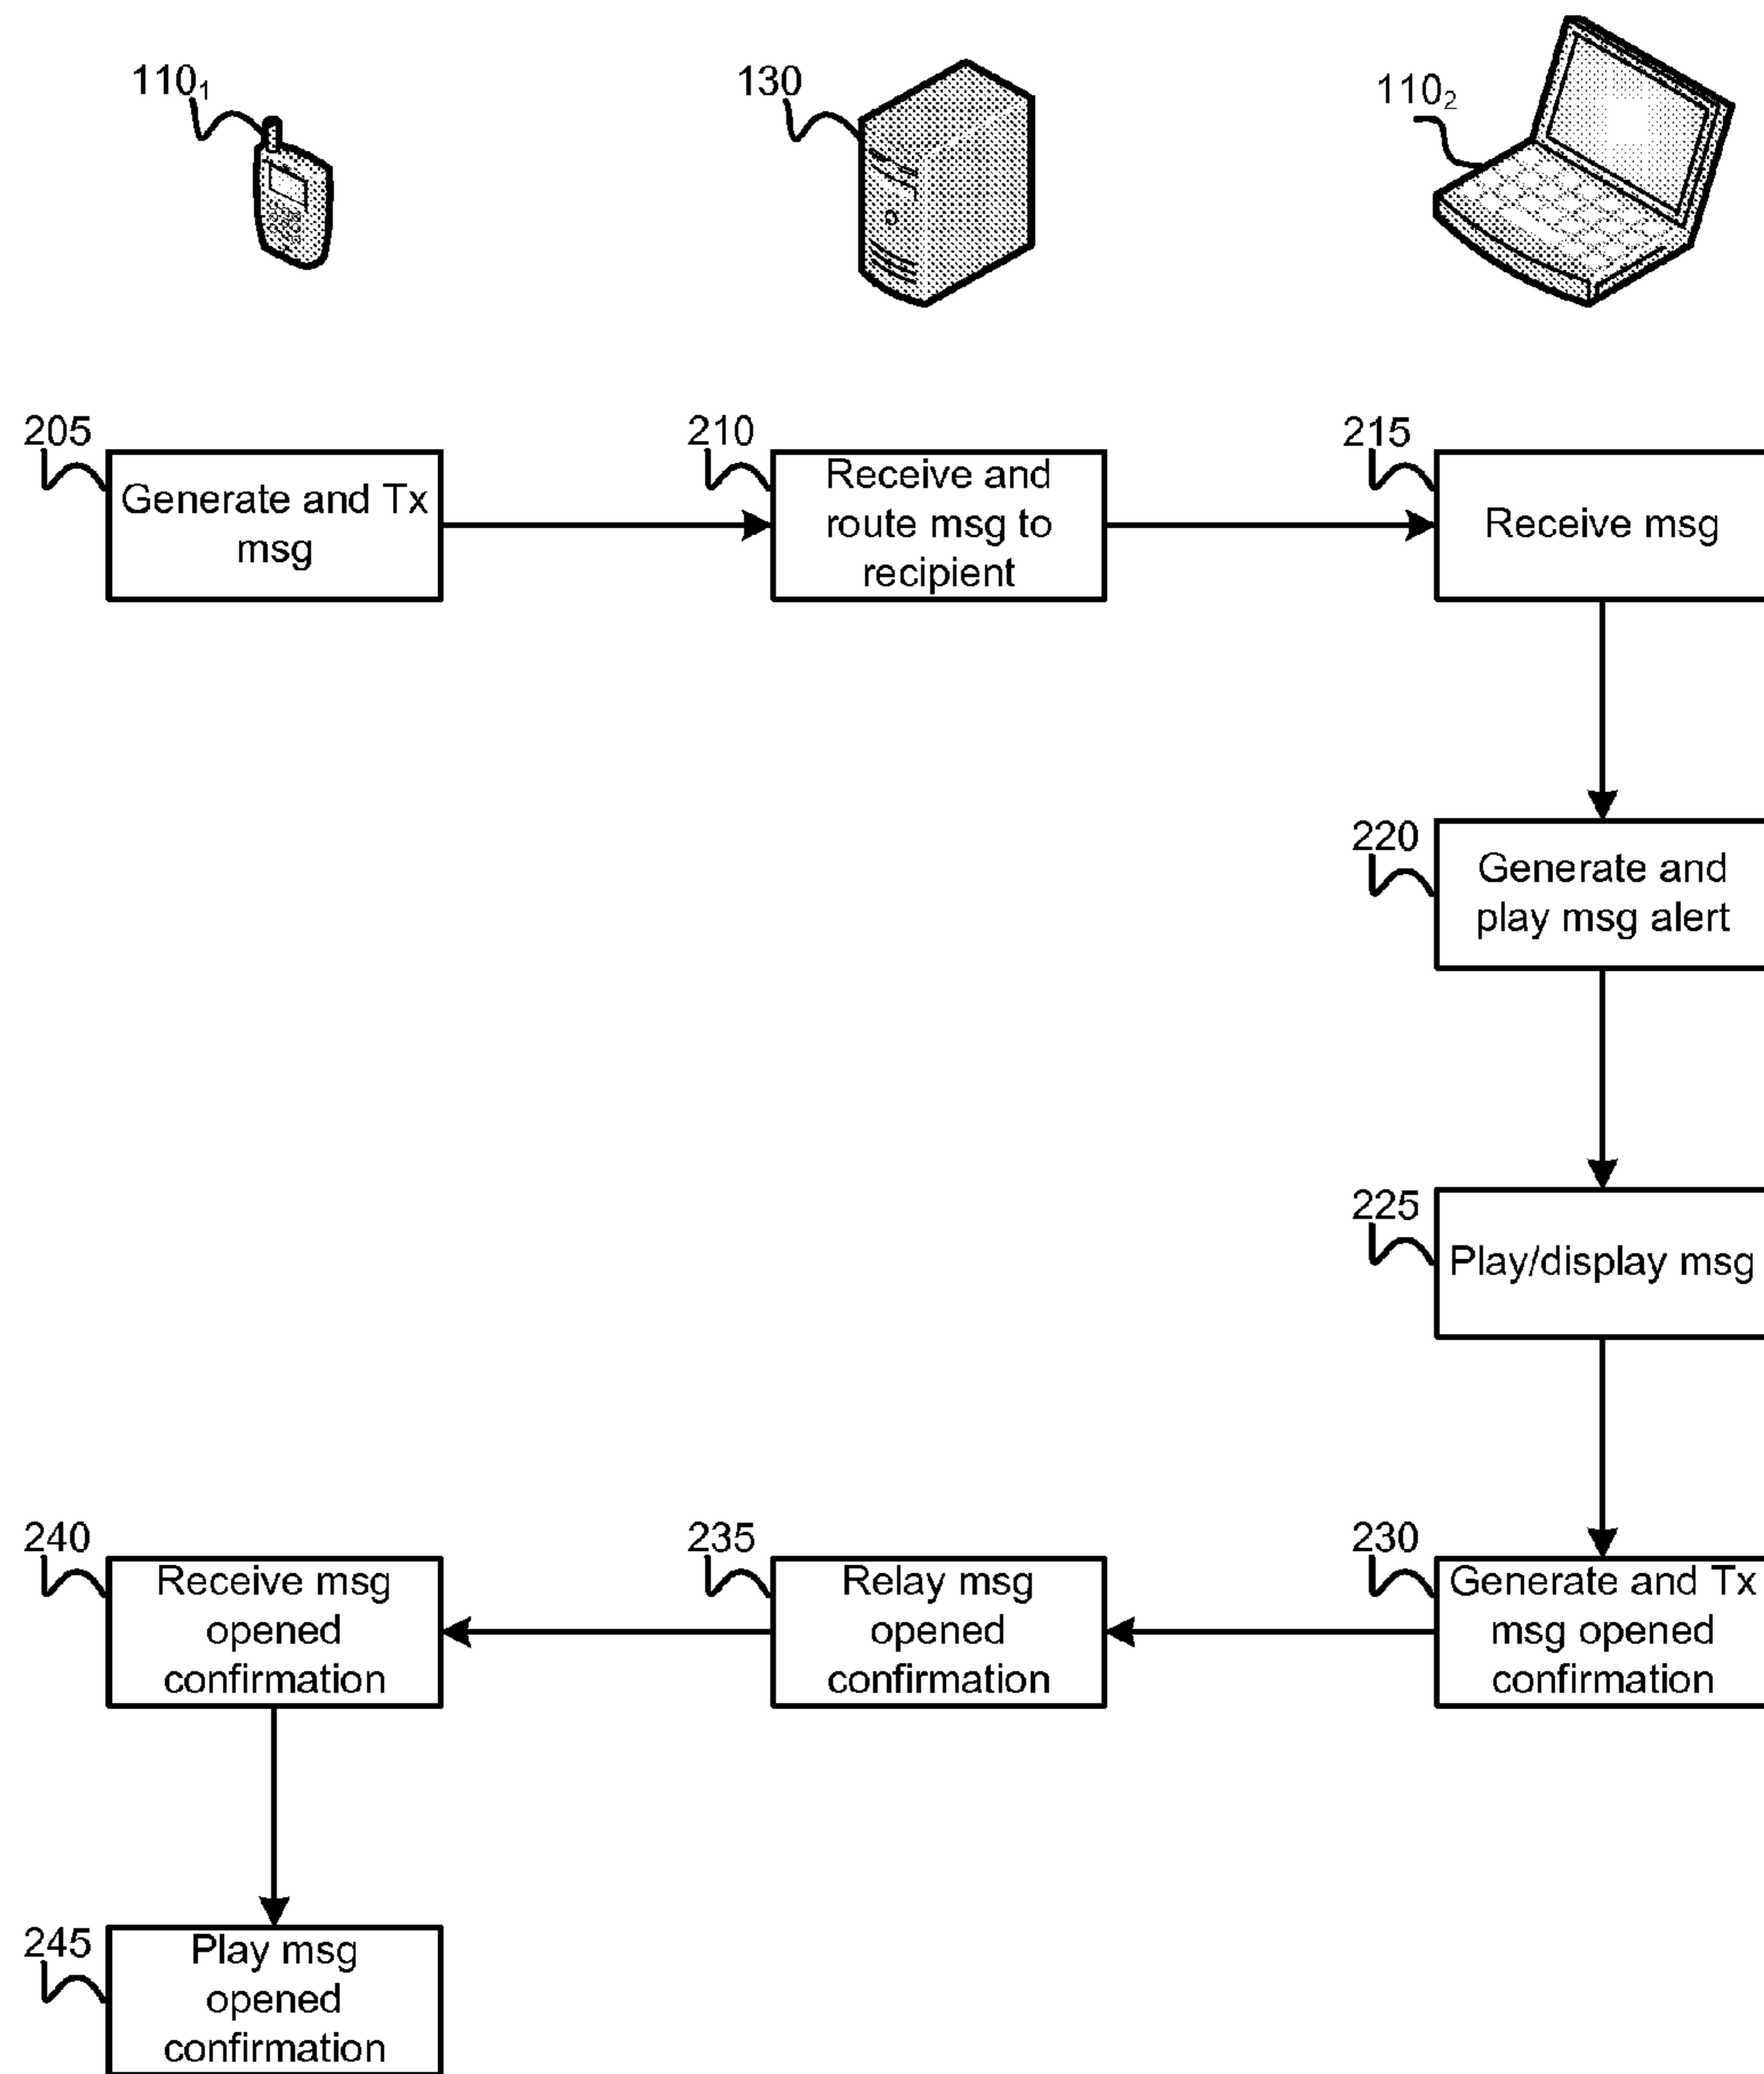 110₁
130
110₂
205
Generate and Tx
msg
210
Receive and
route msg to
recipient
215
Receive msg
220
Generate and
play msg alert
225
Play/display msg
240
Receive msg
opened
confirmation
235
Relay msg
opened
confirmation
230
Generate and Tx
msg opened
confirmation
245
Play msg
opened
confirmation